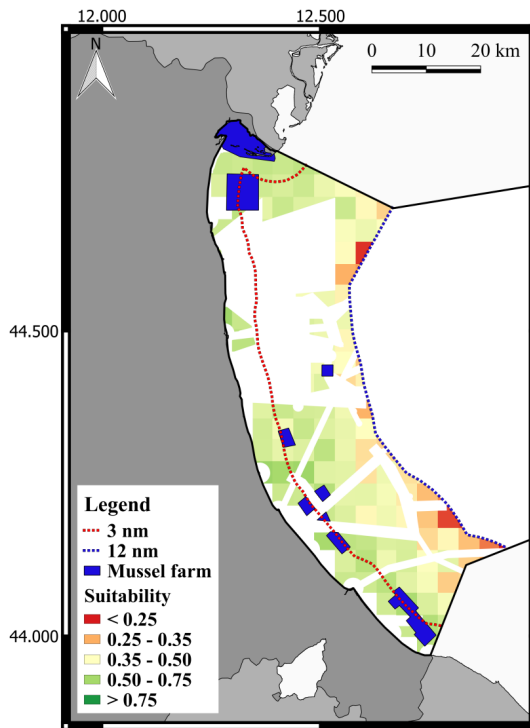 12.000 12.500
N
0 10 20 km
44.500
44.000
Legend
3 nm
12 nm
Mussel farm
Suitability
< 0.25
0.25 - 0.35
0.35 - 0.50
0.50 - 0.75
> 0.75